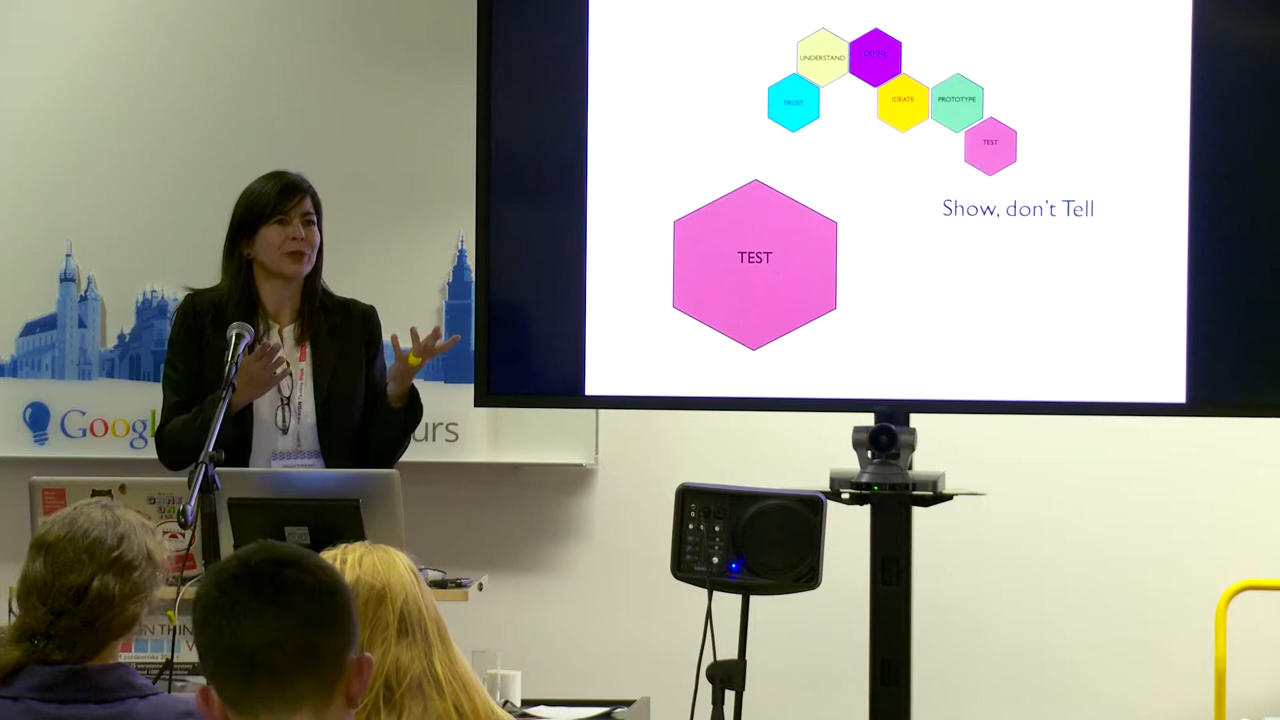 UNDERSTAND
DEFINE
TRUST
IDEATE
PROTOTYPE
TEST
Show, don't Tell
TEST
Goog
urs